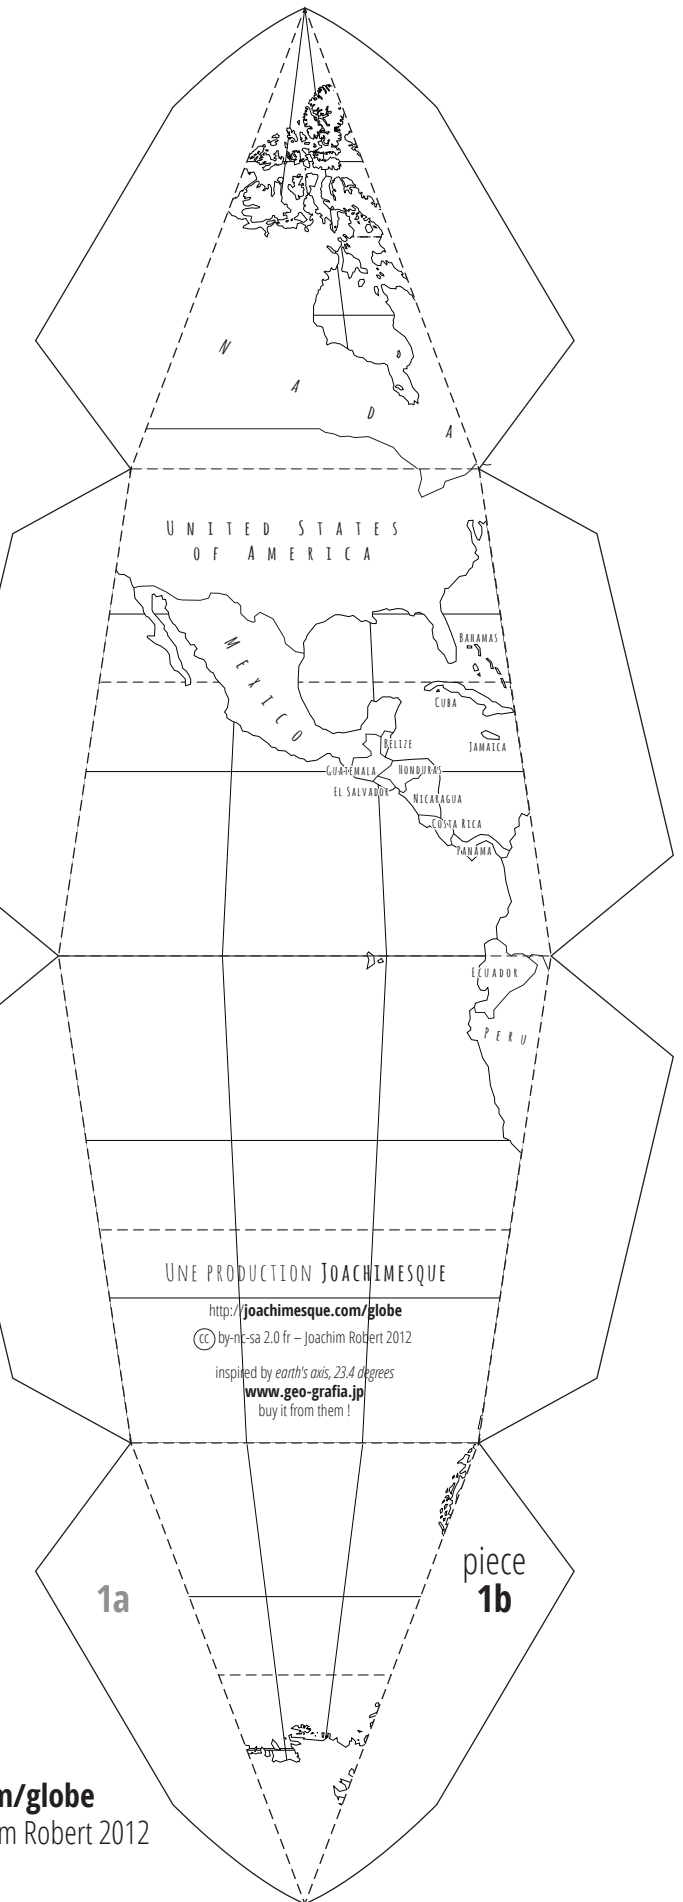 N A D A
UNITED STATES
OF AMERICA
MEXICO
BAHAMAS
CUBA
JAMAICA
BELIZE
GUATEMALA
HONDURAS
EL SALVADOR
NICARAGUA
COSTA RICA
PANAMA
ECUADOR
PERU
UNE PRODUCTION JOACHIMESQUE
http://joachimesque.com/globe
cc by-nc-sa 2.0 fr – Joachim Robert 2012
inspired by earth's axis, 23.4 degrees
www.geo-grafia.jp
buy it from them !
1a
piece
1b
m/globe
m Robert 2012